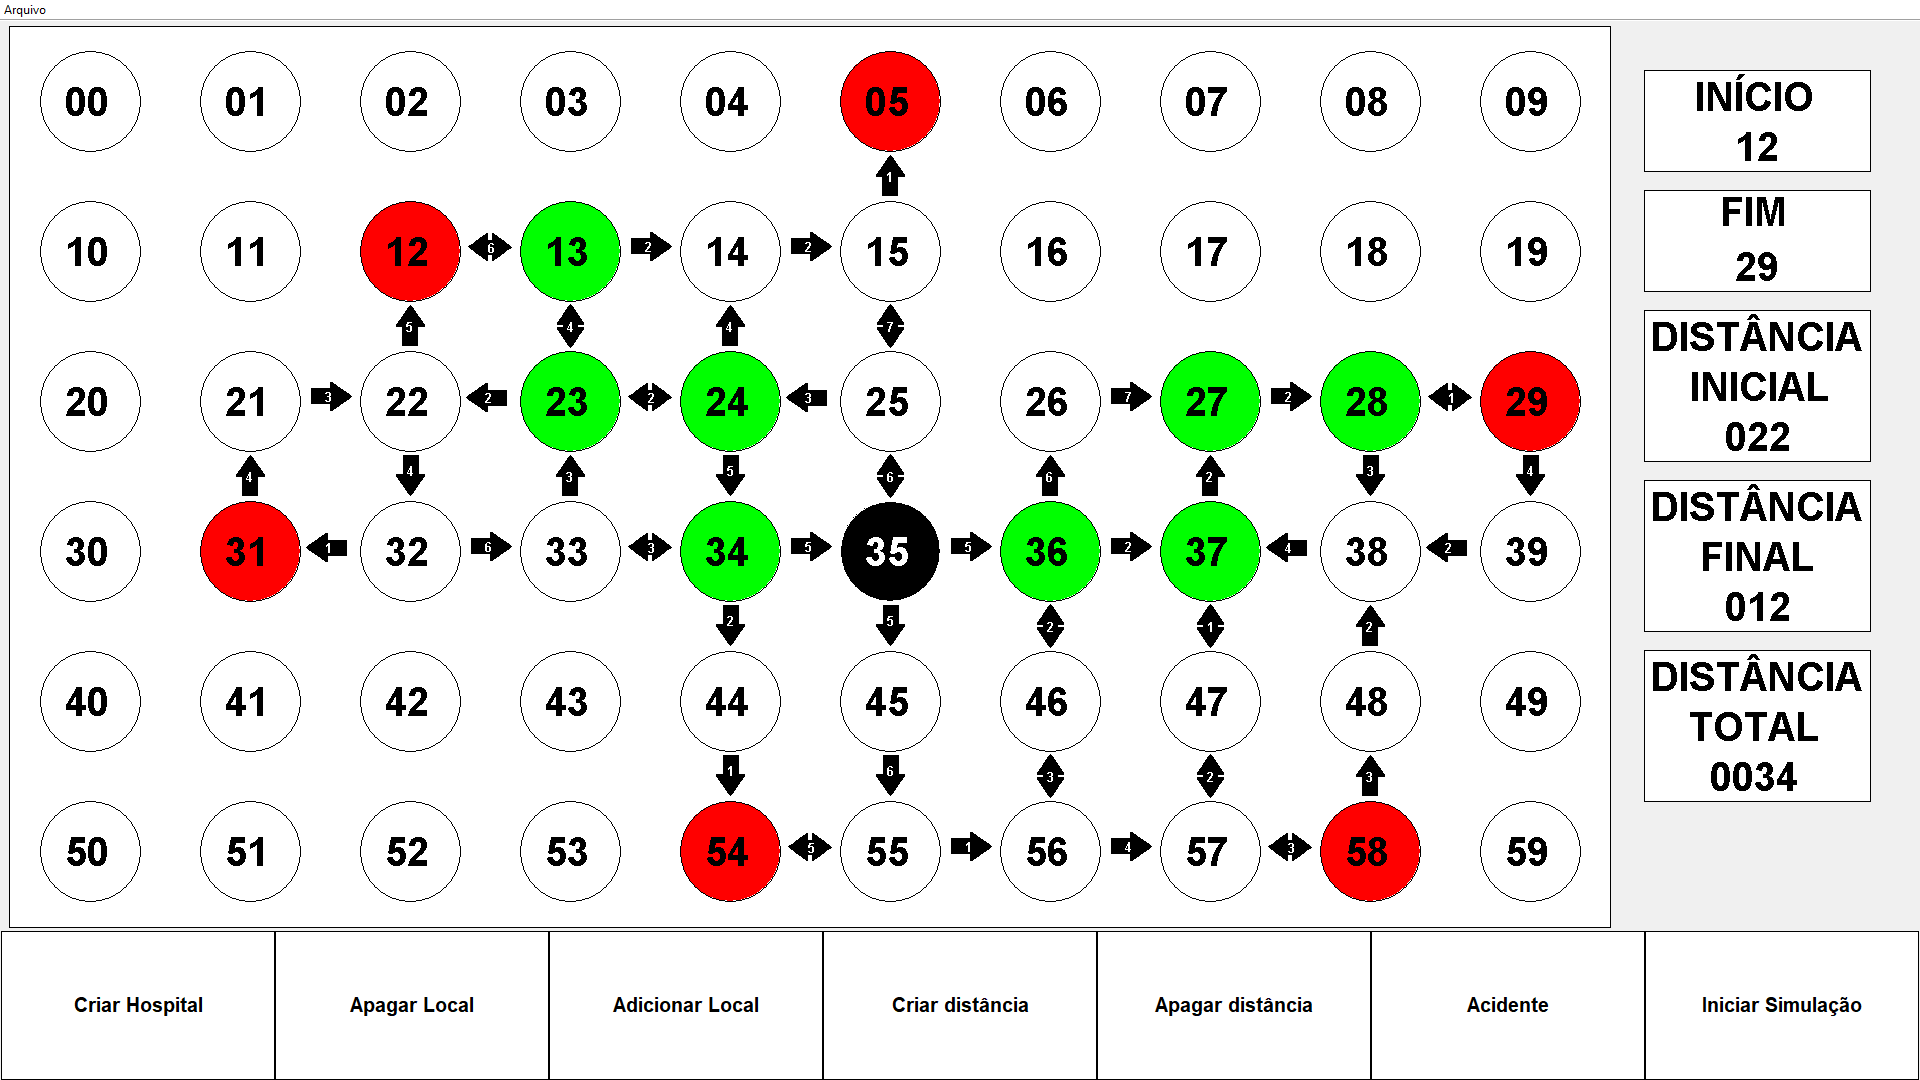 Arquivo
00 01 02 03 04 05 06 07 08 09
1
10 11 12 13 14 15 16 17 18 19
6 2 2
5 4 4 7
20 21 22 23 24 25 26 27 28 29
3 2 2 3 7 2 1
4 4 3 5 6 6 2 3 4
30 31 32 33 34 35 36 37 38 39
1 6 3 5 5 2 4 2
2 5 2 1 2
40 41 42 43 44 45 46 47 48 49
1 6 3 2 3
50 51 52 53 54 55 56 57 58 59
5 1 4 3
INÍCIO
12
FIM
29
DISTÂNCIA
INICIAL
022
DISTÂNCIA
FINAL
012
DISTÂNCIA
TOTAL
0034
Criar Hospital
Apagar Local
Adicionar Local
Criar distância
Apagar distância
Acidente
Iniciar Simulação